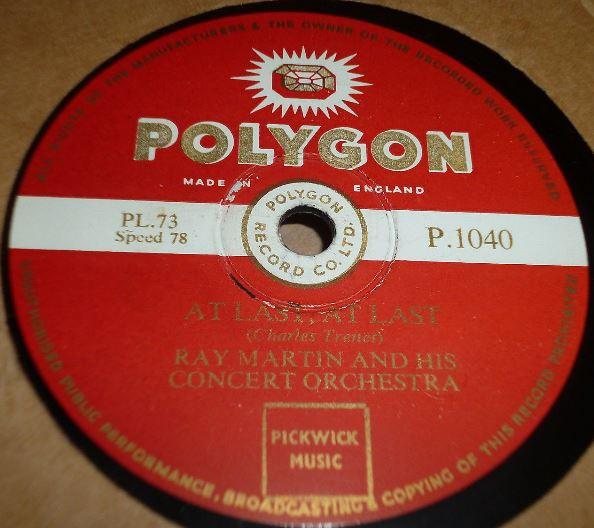 ALL RIGHTS OF THE MANUFACTURERS & THE OWNER OF THE RECORDED WORK RESERVED
POLYGON
MADE IN ENGLAND
POLYGON
RECORD CO. LTD.
PL.73
Speed 78
P.1040
AT LAST, AT LAST
(Charles Trenet)
RAY MARTIN AND HIS
CONCERT ORCHESTRA
PICKWICK
MUSIC
UNAUTHORISED PUBLIC PERFORMANCE, BROADCASTING & COPYING OF THIS RECORD PROHIBITED